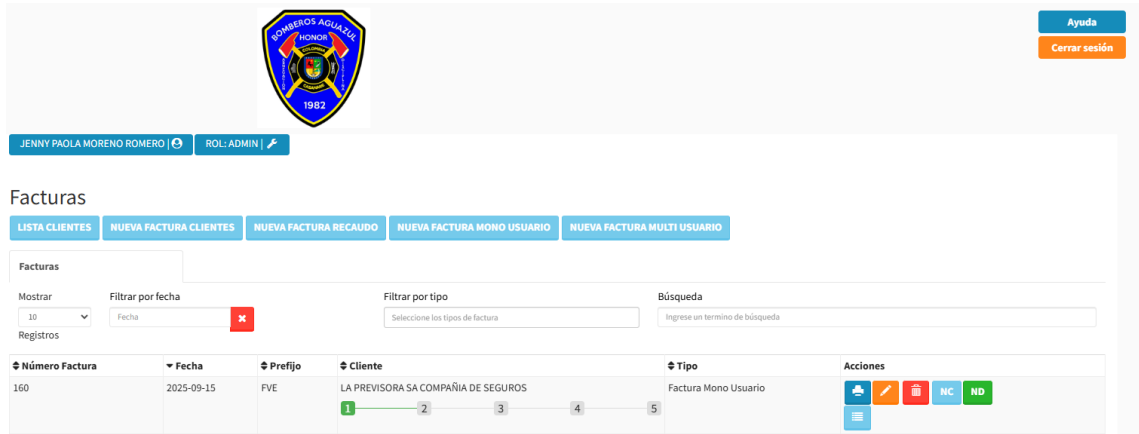 BOMBEROS AGUAZUL
HONOR
COLOMBIA
CASANARE
1982
Ayuda
Cerrar sesión
JENNY PAOLA MORENO ROMERO |
ROL: ADMIN |
Facturas
LISTA CLIENTES
NUEVA FACTURA CLIENTES
NUEVA FACTURA RECAUDO
NUEVA FACTURA MONO USUARIO
NUEVA FACTURA MULTI USUARIO
Facturas
Mostrar
10
Registros
Filtrar por fecha
Fecha
Filtrar por tipo
Seleccione los tipos de factura
Búsqueda
Ingrese un termino de búsqueda
Número Factura Fecha Prefijo Cliente Tipo Acciones
160 2025-09-15 FVE LA PREVISORA SA COMPAÑIA DE SEGUROS Factura Mono Usuario NC ND
1 2 3 4 5